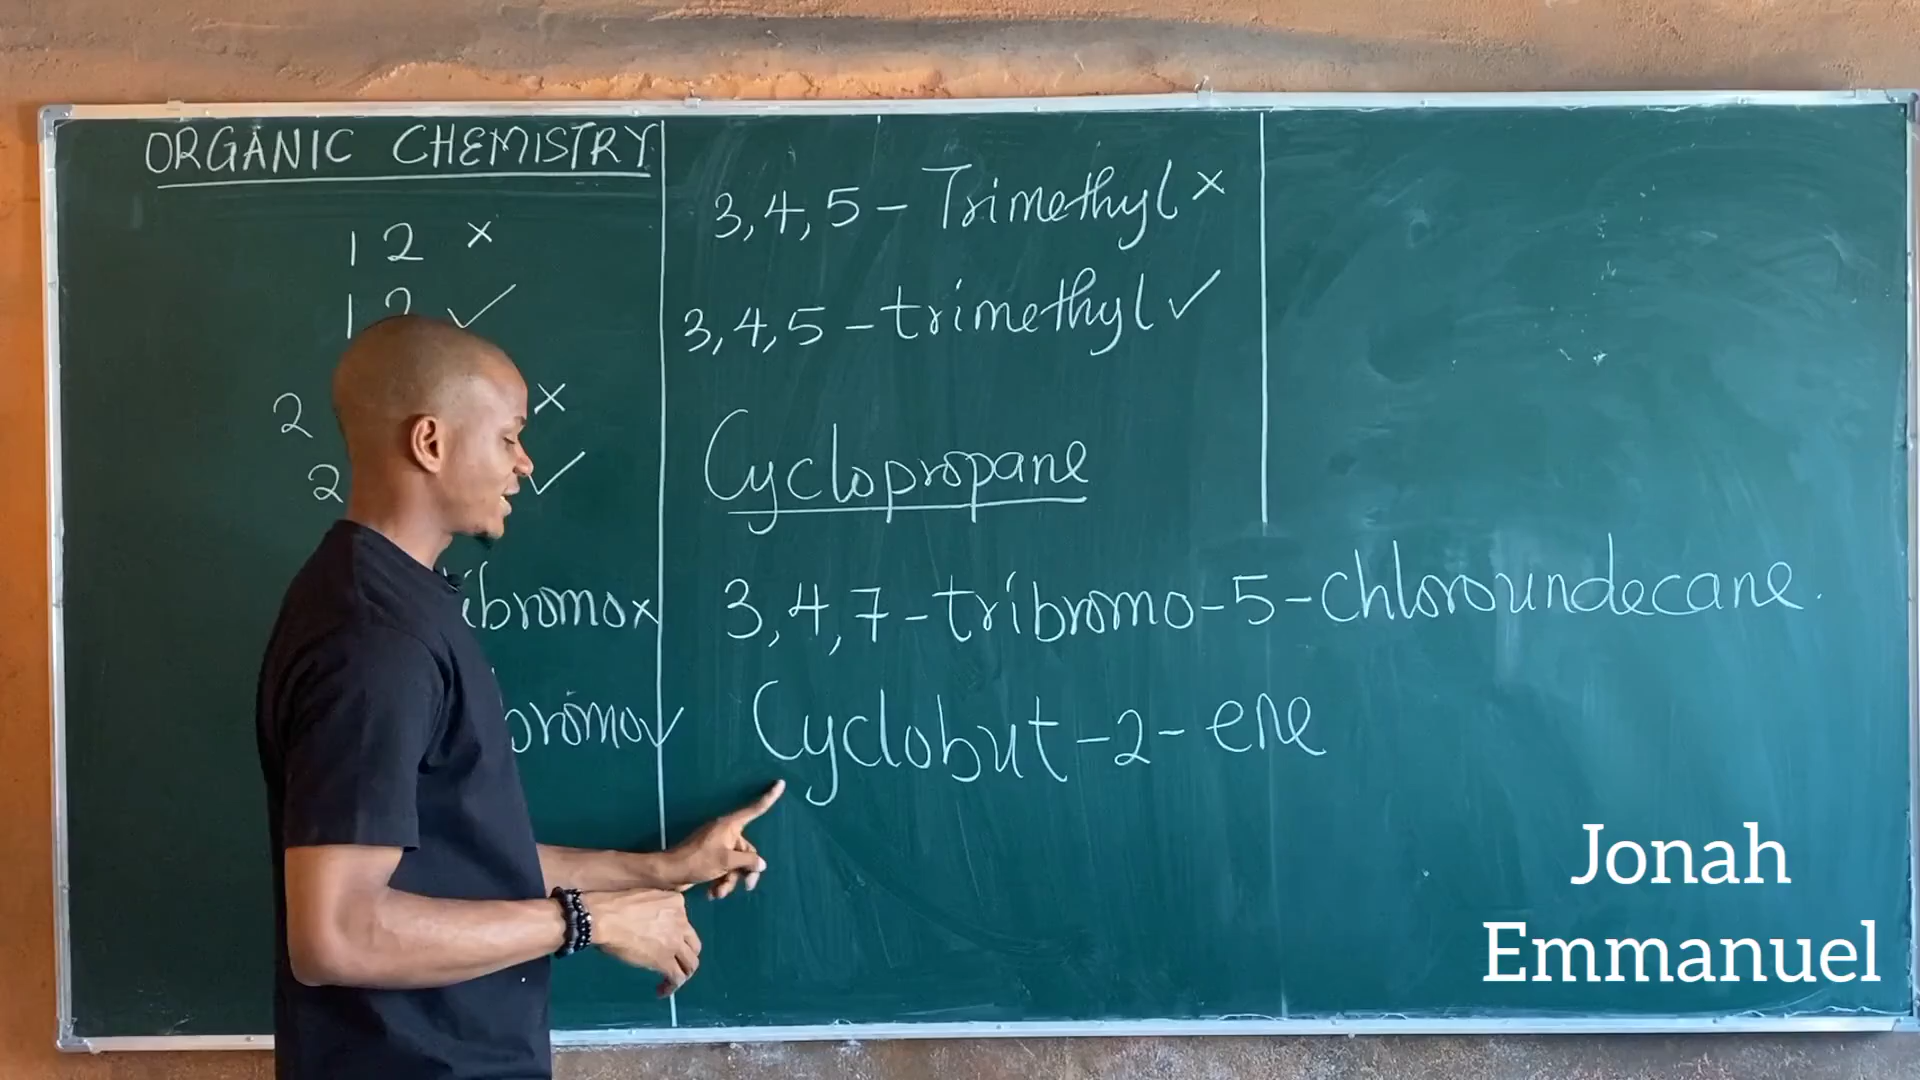 ORGANIC CHEMISTRY
1 2 ×
1 2 ✓
2 ×
2 ✓
ibromo×
bromo✓
3,4,5-Trimethyl×
3,4,5-trimethyl✓
Cyclopropane
3,4,7-tribromo-5-chloroundecane.
Cyclobut-2-ene
Jonah
Emmanuel